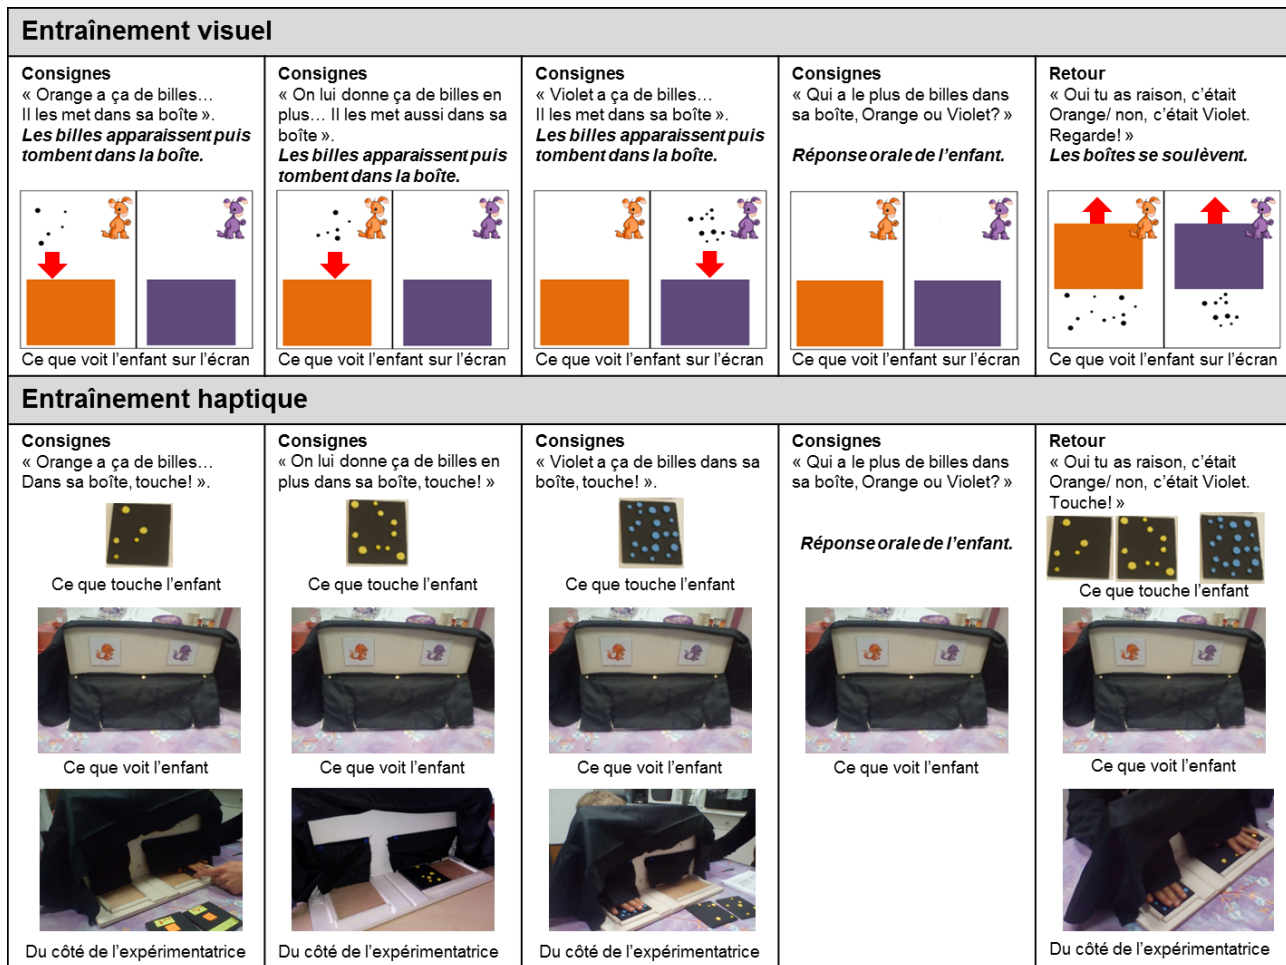 Entraînement visuel
Consignes
« Orange a ça de billes…
Il les met dans sa boîte ».
Les billes apparaissent puis
tombent dans la boîte.
Ce que voit l’enfant sur l’écran
Consignes
« On lui donne ça de billes en
plus… Il les met aussi dans sa
boîte ».
Les billes apparaissent puis
tombent dans la boîte.
Ce que voit l’enfant sur l’écran
Consignes
« Violet a ça de billes…
Il les met dans sa boîte ».
Les billes apparaissent puis
tombent dans la boîte.
Ce que voit l’enfant sur l’écran
Consignes
« Qui a le plus de billes dans
sa boîte, Orange ou Violet? »
Réponse orale de l’enfant.
Ce que voit l’enfant sur l’écran
Retour
« Oui tu as raison, c’était
Orange/ non, c’était Violet.
Regarde! »
Les boîtes se soulèvent.
Ce que voit l’enfant sur l’écran
Entraînement haptique
Consignes
« Orange a ça de billes…
Dans sa boîte, touche! ».
Ce que touche l’enfant
Ce que voit l’enfant
Du côté de l’expérimentatrice
Consignes
« On lui donne ça de billes en
plus dans sa boîte, touche! »
Ce que touche l’enfant
Ce que voit l’enfant
Du côté de l’expérimentatrice
Consignes
« Violet a ça de billes dans sa
boîte, touche! ».
Ce que touche l’enfant
Ce que voit l’enfant
Du côté de l’expérimentatrice
Consignes
« Qui a le plus de billes dans
sa boîte, Orange ou Violet? »
Réponse orale de l’enfant.
Ce que voit l’enfant
Retour
« Oui tu as raison, c’était
Orange/ non, c’était Violet.
Touche! »
Ce que touche l’enfant
Ce que voit l’enfant
Du côté de l’expérimentatrice